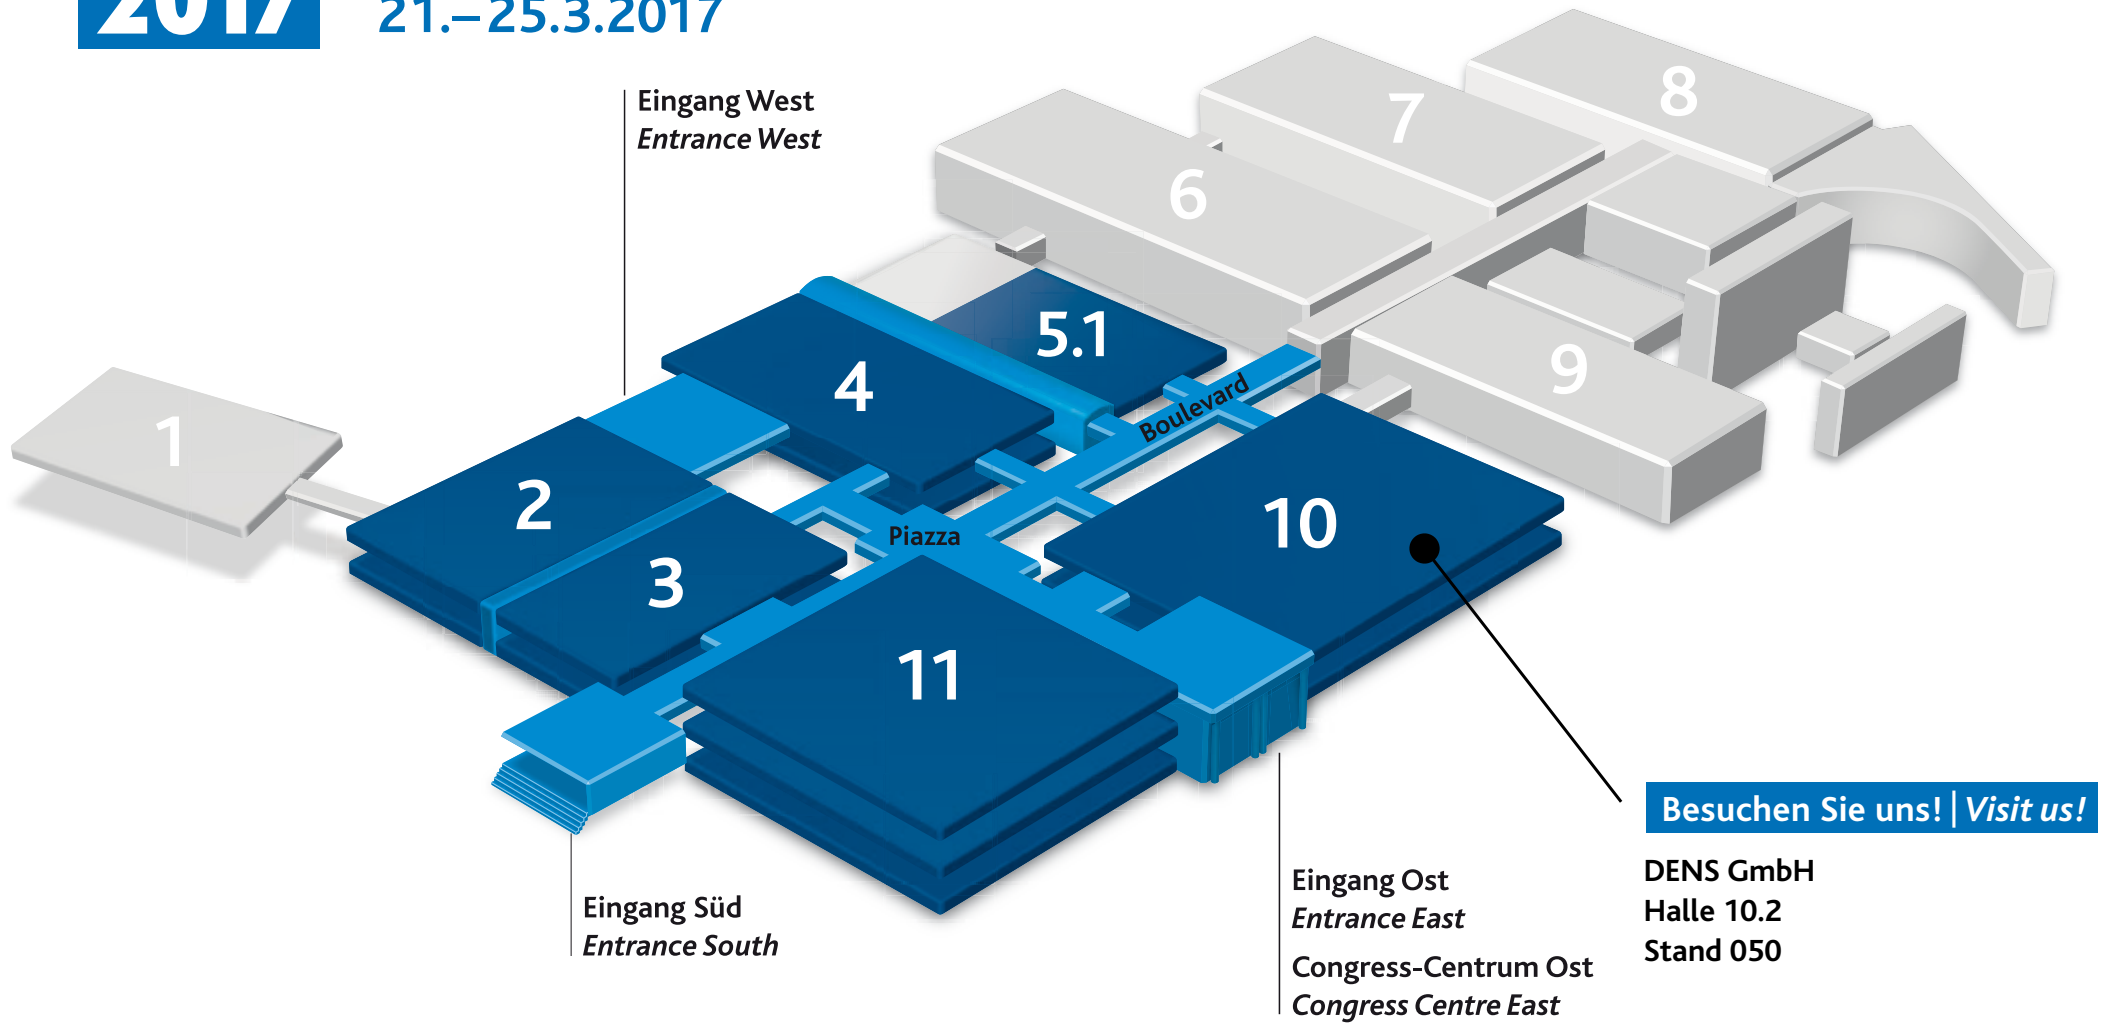 2017
21.–25.3.2017
Eingang West
Entrance West
8
7
6
5.1
4
9
Boulevard
1
2
10
Piazza
3
11
Besuchen Sie uns! | Visit us!
DENS GmbH
Halle 10.2
Stand 050
Eingang Süd
Entrance South
Eingang Ost
Entrance East
Congress-Centrum Ost
Congress Centre East